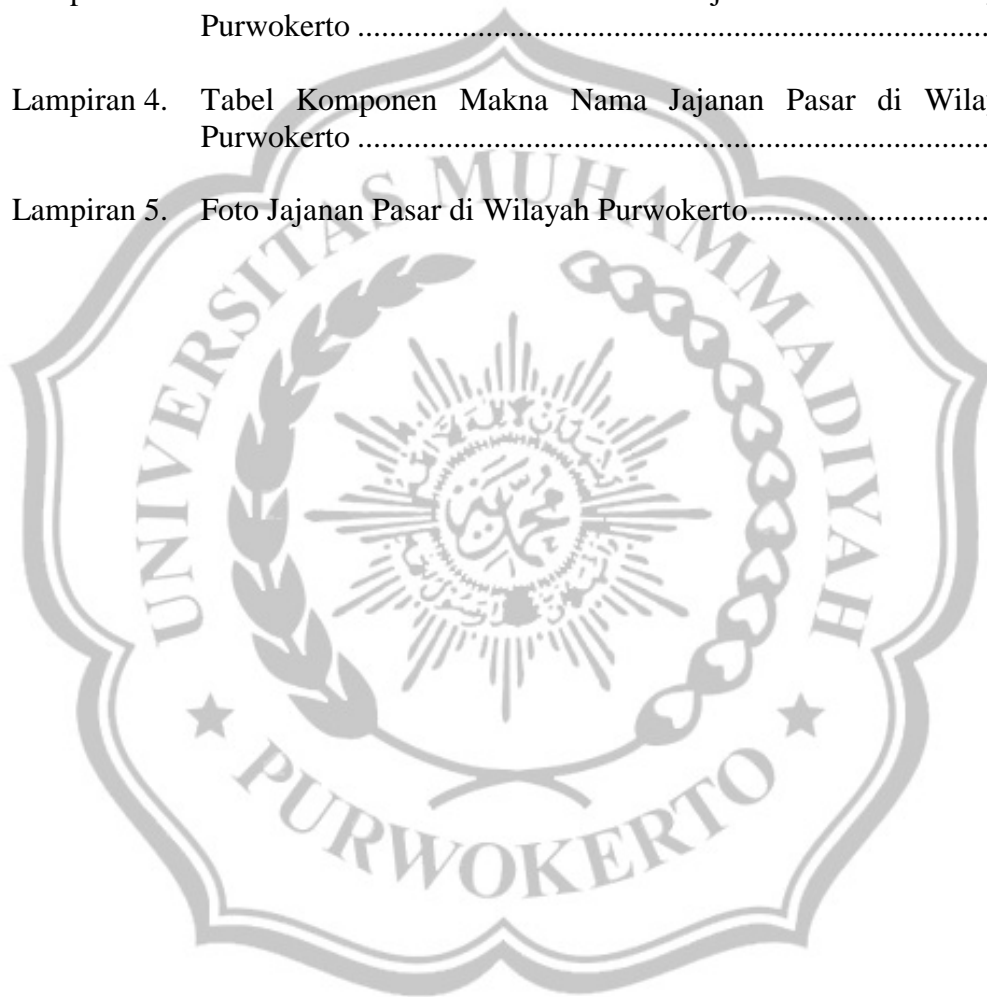 Purwokerto ................................................................................
Lampiran 4. Tabel Komponen Makna Nama Jajanan Pasar di
Purwokerto ................................................................................
Lampiran 5. Foto Jajanan Pasar di Wilayah Purwokerto...............................
UNIVERSITAS MUHAMMADIYAH
PURWOKERTO